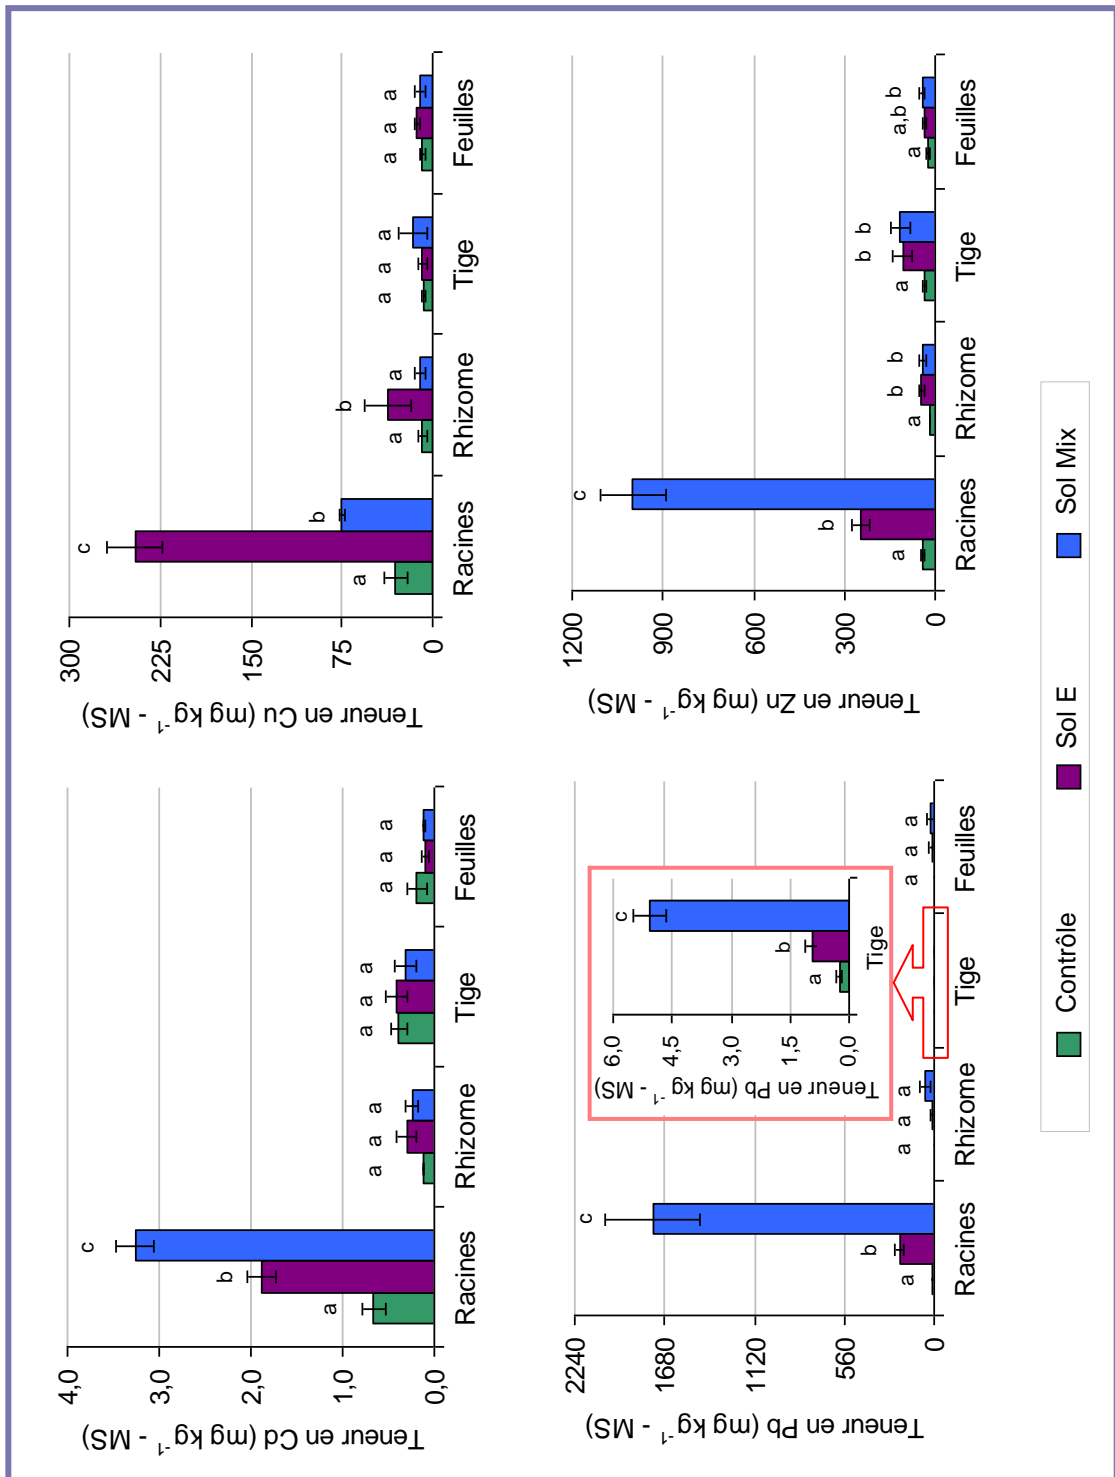 Teneur en Cd (mg kg⁻¹ - MS)
4,0
3,0
2,0
1,0
0,0
a b c
a a a
a a a
a a a
Racines Rhizome Tige Feuilles
Teneur en Cu (mg kg⁻¹ - MS)
300
225
150
75
0
a c b
a b a
a a a
a a a
Racines Rhizome Tige Feuilles
Teneur en Pb (mg kg⁻¹ - MS)
2240
1680
1120
560
0
a b c
a a a
a a a
Racines Rhizome Tige Feuilles
Teneur en Pb (mg kg⁻¹ - MS)
6,0
4,5
3,0
1,5
0,0
a b c
Tige
Teneur en Zn (mg kg⁻¹ - MS)
1200
900
600
300
0
a b c
a b b
a b b
a a,b b
Racines Rhizome Tige Feuilles
Contrôle Sol E Sol Mix